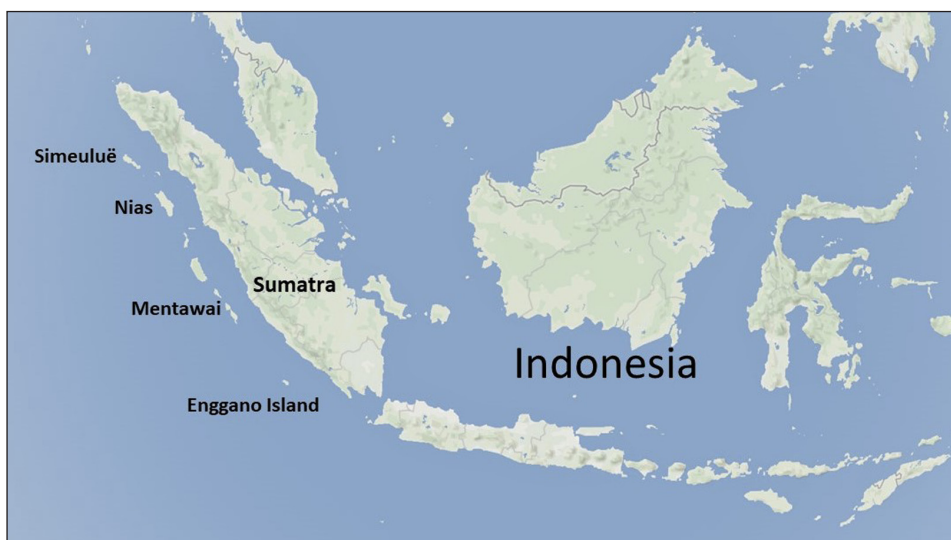 Simeuluë
Nias
Sumatra
Mentawai
Indonesia
Enggano Island